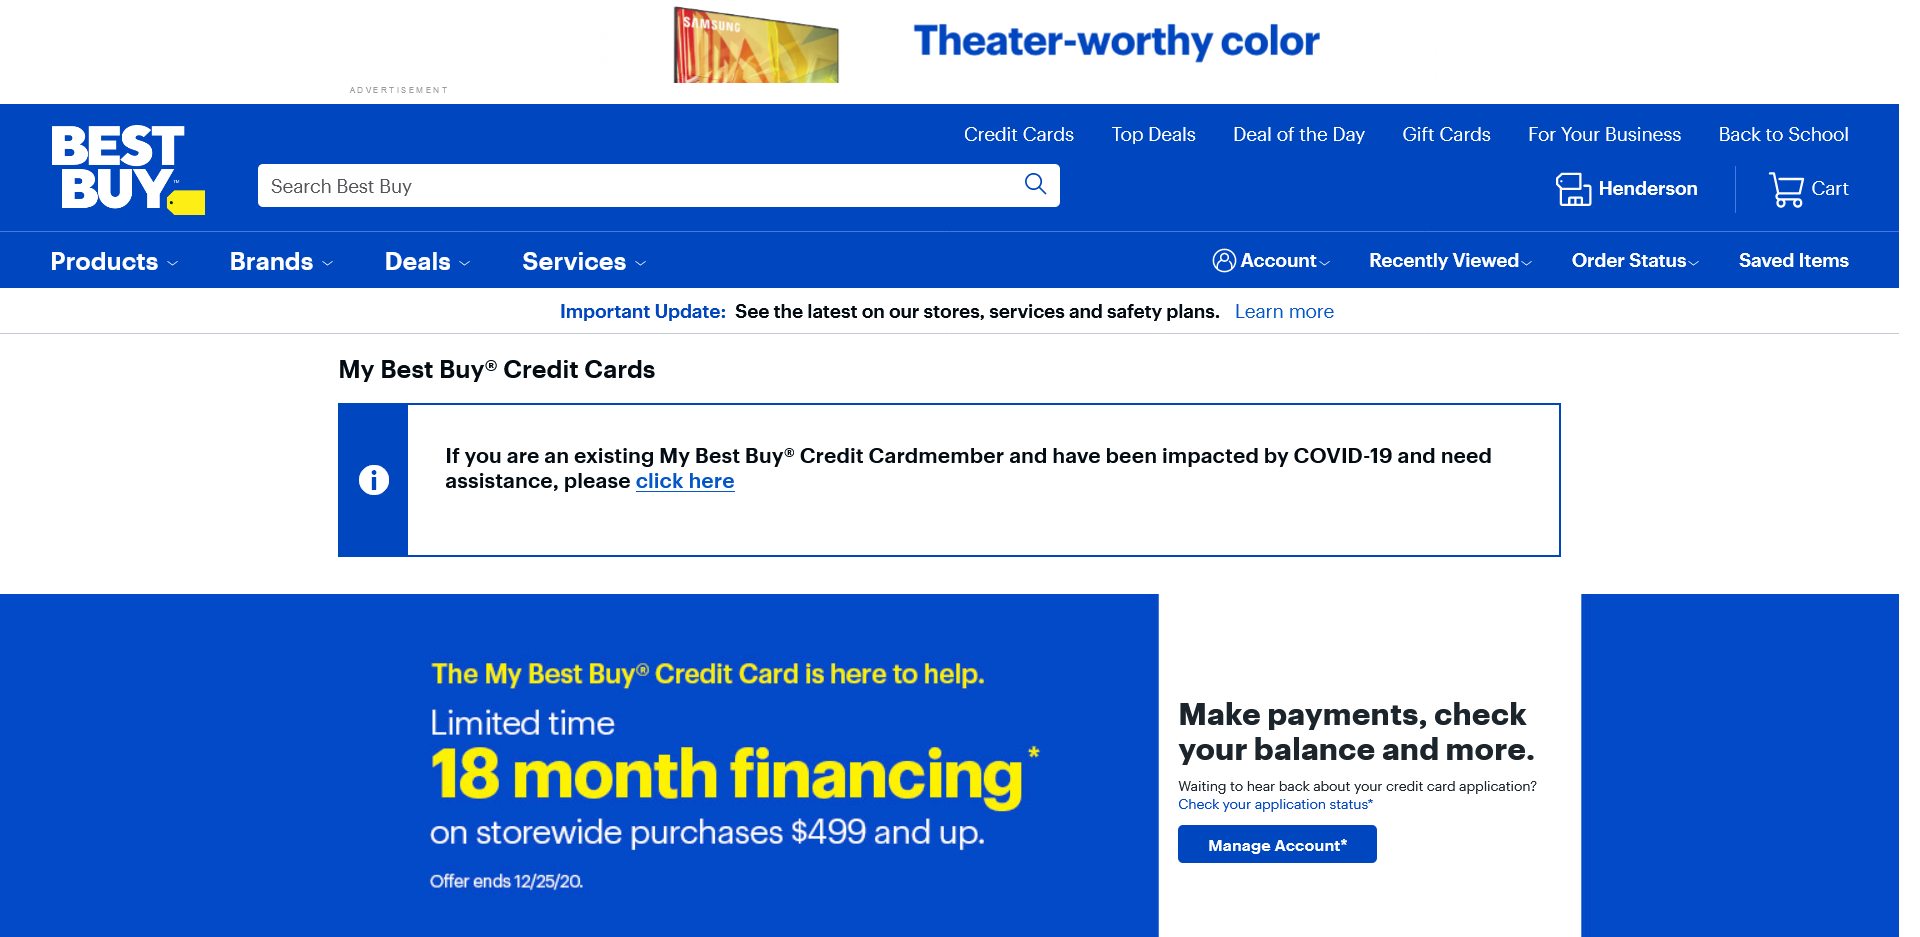 SAMSUNG
Theater-worthy color
ADVERTISEMENT
BEST
BUY™
Credit Cards Top Deals Deal of the Day Gift Cards For Your Business Back to School
Search Best Buy
Henderson
Cart
Products Brands Deals Services
Account Recently Viewed Order Status Saved Items
Important Update: See the latest on our stores, services and safety plans. Learn more
My Best Buy® Credit Cards
If you are an existing My Best Buy® Credit Cardmember and have been impacted by COVID-19 and need
assistance, please click here
The My Best Buy® Credit Card is here to help.
Limited time
18 month financing*
on storewide purchases $499 and up.
Offer ends 12/25/20.
Make payments, check
your balance and more.
Waiting to hear back about your credit card application?
Check your application status*
Manage Account*